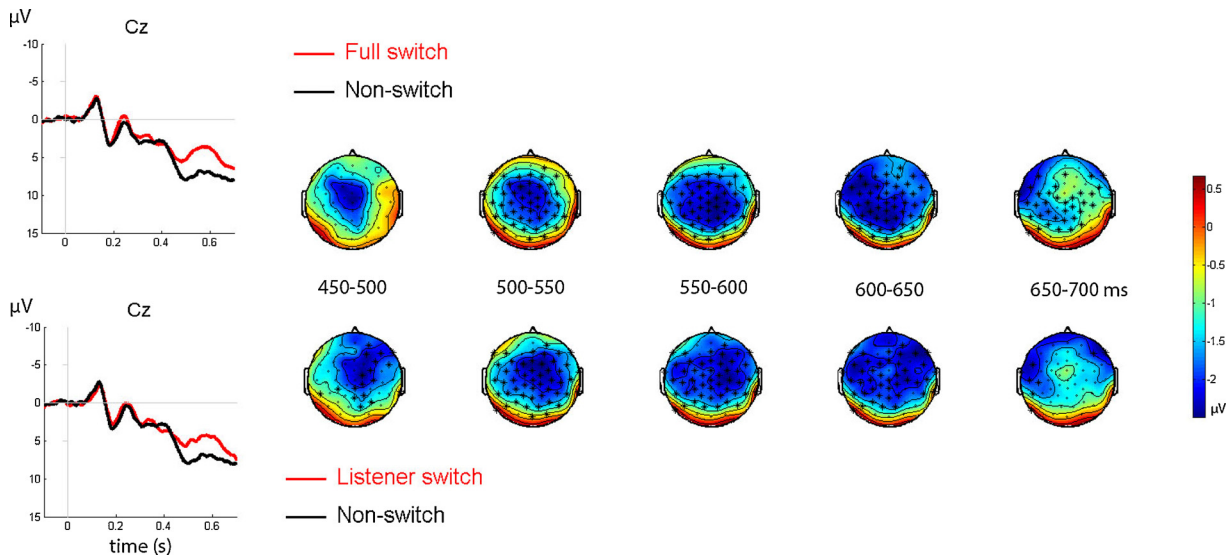 μV
Cz
-10
-5
0
5
10
15
0 0.2 0.4 0.6
Full switch
Non-switch
450-500 500-550 550-600 600-650 650-700 ms
0.5
0
-0.5
-1
-1.5
-2
μV
μV
Cz
-10
-5
0
5
10
15
0 0.2 0.4 0.6
time (s)
Listener switch
Non-switch